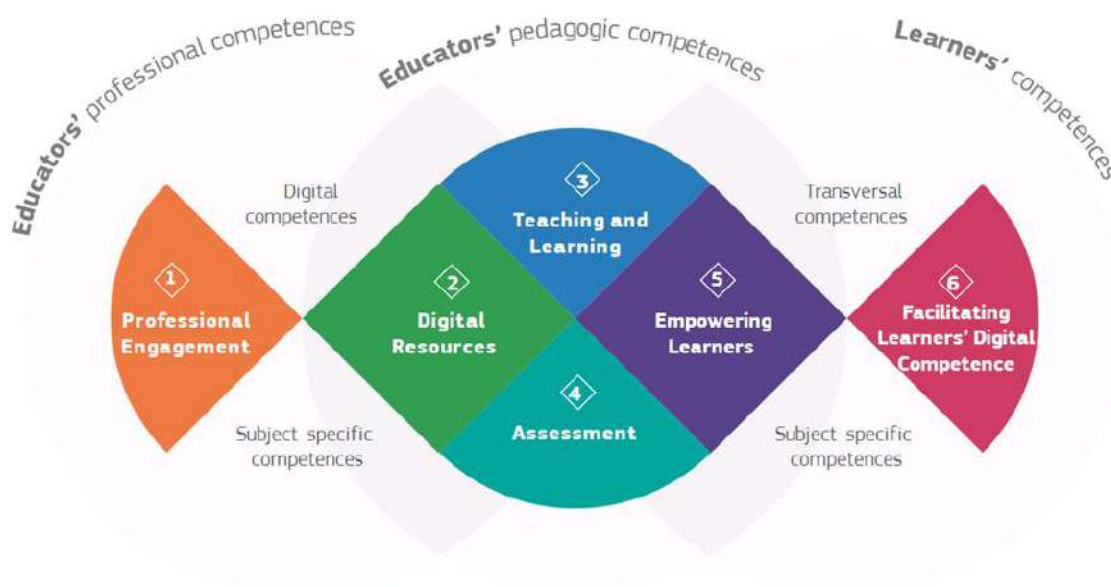 Educators' professional competences
Educators' pedagogic competences
Learners' competences
Digital
competences
Transversal
competences
1
Professional
Engagement
2
Digital
Resources
3
Teaching and
Learning
4
Assessment
5
Empowering
Learners
6
Facilitating
Learners' Digital
Competence
Subject specific
competences
Subject specific
competences